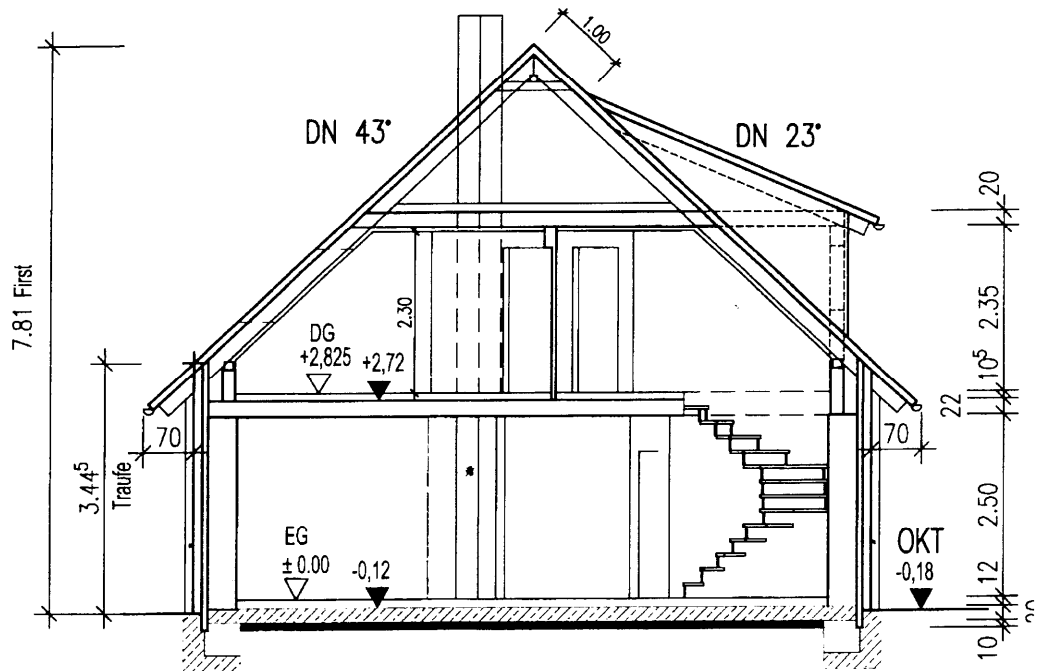 1.00
DN 43°
DN 23°
20
7.81 First
2.30
2.35
DG
+2,825
+2,72
10⁵
22
70
70
3.44⁵
Traufe
2.50
EG
± 0.00
-0,12
OKT
-0,18
12
10